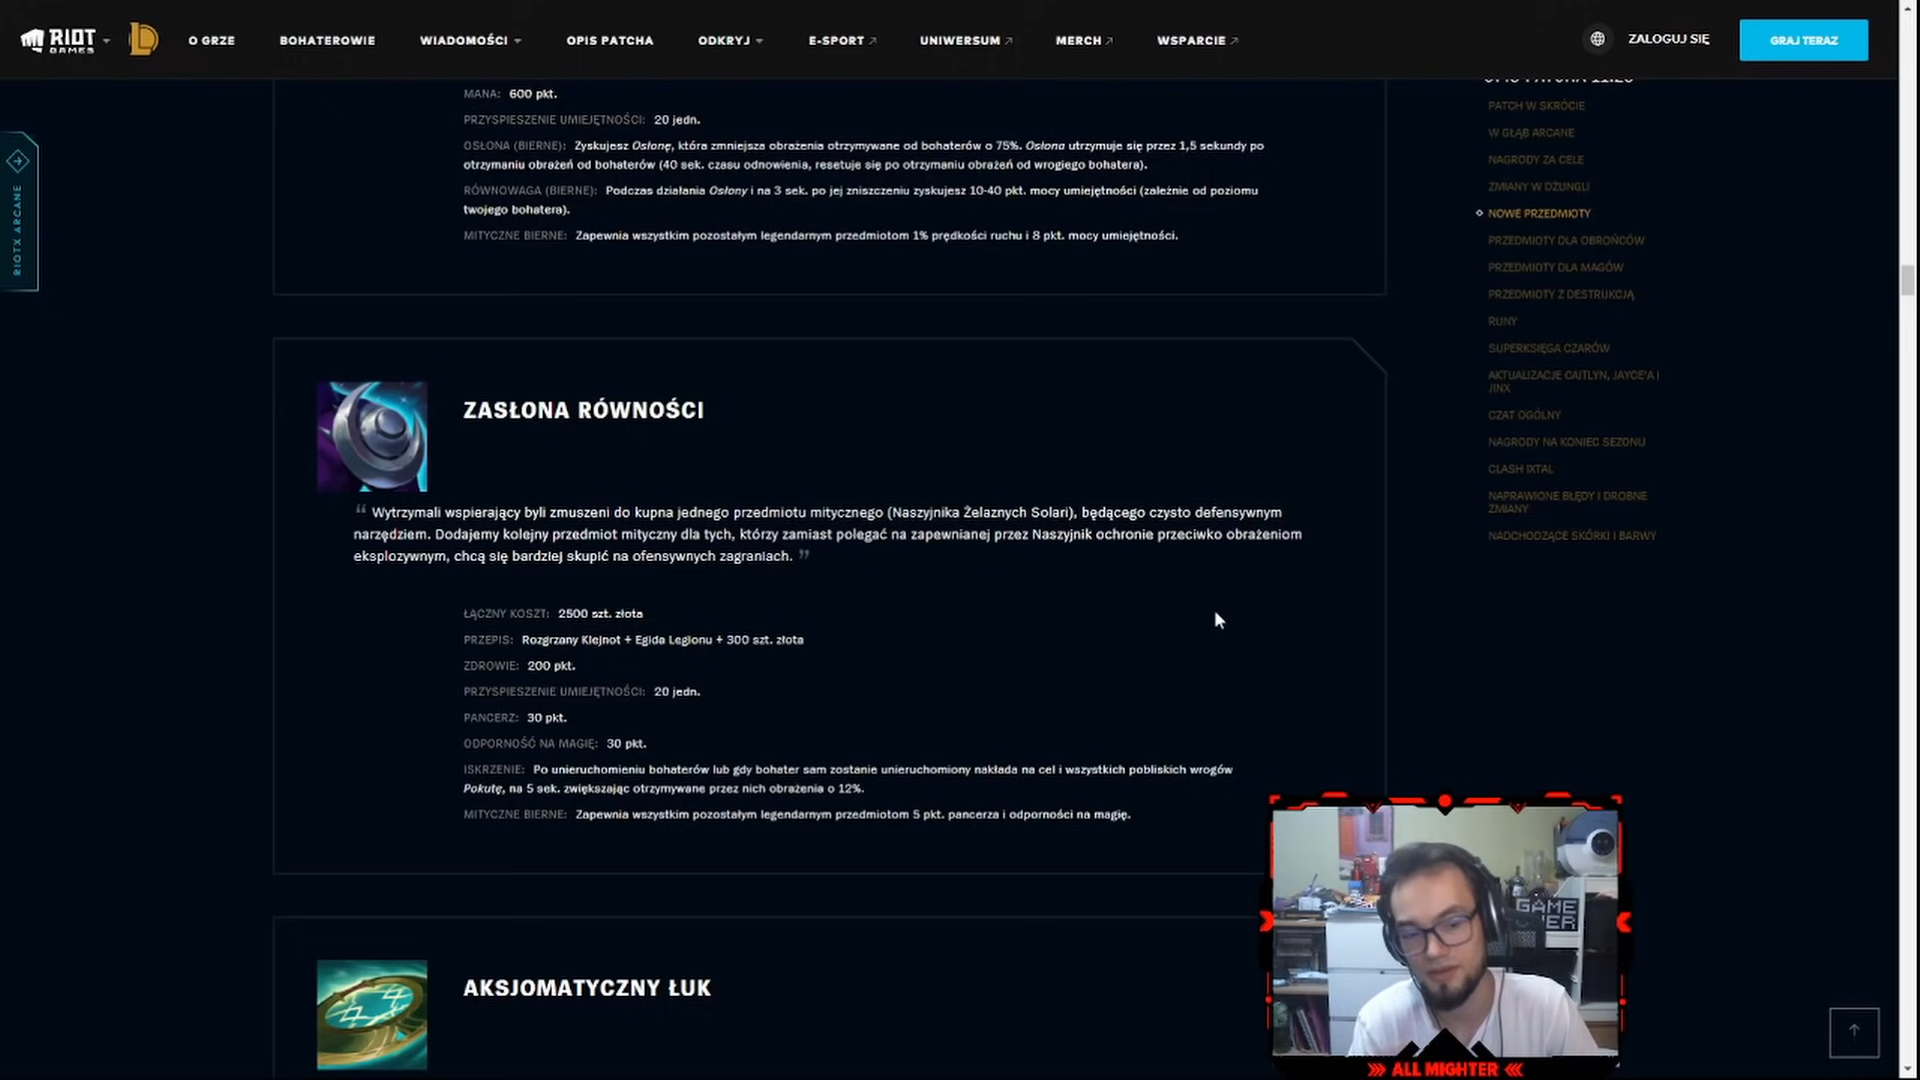 RIOT GAMES
O GRZE
BOHATEROWIE
WIADOMOŚCI
OPIS PATCHA
ODKRYJ
E-SPORT
UNIWERSUM
MERCH
WSPARCIE
ZALOGUJ SIĘ
GRAJ TERAZ
RIOTX ARCANE
MANA: 600 pkt.
PRZYSPIESZENIE UMIEJĘTNOŚCI: 20 jedn.
OSŁONA (BIERNE): Zyskujesz Osłonę, która zmniejsza obrażenia otrzymywane od bohaterów o 75%. Osłona utrzymuje się przez 1,5 sekundy po
otrzymaniu obrażeń od bohaterów (40 sek. czasu odnowienia, resetuje się po otrzymaniu obrażeń od wrogiego bohatera).
RÓWNOWAGA (BIERNE): Podczas działania Osłony i na 3 sek. po jej zniszczeniu zyskujesz 10-40 pkt. mocy umiejętności (zależnie od poziomu
twojego bohatera).
MITYCZNE BIERNE: Zapewnia wszystkim pozostałym legendarnym przedmiotom 1% prędkości ruchu i 8 pkt. mocy umiejętności.
ZASŁONA RÓWNOŚCI
“ Wytrzymali wspierający byli zmuszeni do kupna jednego przedmiotu mitycznego (Naszyjnika Żelaznych Solari), będącego czysto defensywnym
narzędziem. Dodajemy kolejny przedmiot mityczny dla tych, którzy zamiast polegać na zapewnianej przez Naszyjnik ochronie przeciwko obrażeniom
eksplozywnym, chcą się bardziej skupić na ofensywnych zagraniach. ”
ŁĄCZNY KOSZT: 2500 szt. złota
PRZEPIS: Rozgrzany Klejnot + Egida Legionu + 300 szt. złota
ZDROWIE: 200 pkt.
PRZYSPIESZENIE UMIEJĘTNOŚCI: 20 jedn.
PANCERZ: 30 pkt.
ODPORNOŚĆ NA MAGIĘ: 30 pkt.
ISKRZENIE: Po unieruchomieniu bohaterów lub gdy bohater sam zostanie unieruchomiony nakłada na cel i wszystkich pobliskich wrogów
Pokutę, na 5 sek. zwiększając otrzymywane przez nich obrażenia o 12%.
MITYCZNE BIERNE: Zapewnia wszystkim pozostałym legendarnym przedmiotom 5 pkt. pancerza i odporności na magię.
AKSJOMATYCZNY ŁUK
PATCH W SKRÓCIE
W GŁĄB ARCANE
NAGRODY ZA CELE
ZMIANY W DŻUNGLI
NOWE PRZEDMIOTY
PRZEDMIOTY DLA OBROŃCÓW
PRZEDMIOTY DLA MAGÓW
PRZEDMIOTY Z DESTRUKCJĄ
RUNY
SUPERKSIĘGA CZARÓW
AKTUALIZACJE CAITLYN, JAYCE'A I
JINX
CZAT OGÓLNY
NAGRODY NA KONIEC SEZONU
CLASH IXTAL
NAPRAWIONE BŁĘDY I DROBNE
ZMIANY
NADCHODZĄCE SKÓRKI I BARWY
GAME
ALL MIGHTER